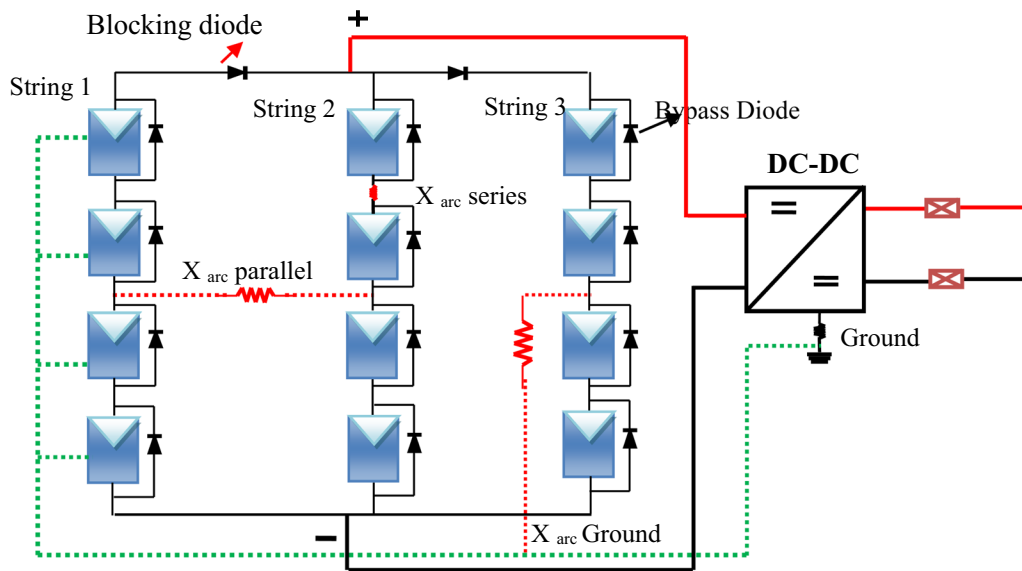 +
Blocking diode
String 1
String 2
String 3
Bypass Diode
DC-DC
X arc series
X arc parallel
Ground
X arc Ground
−